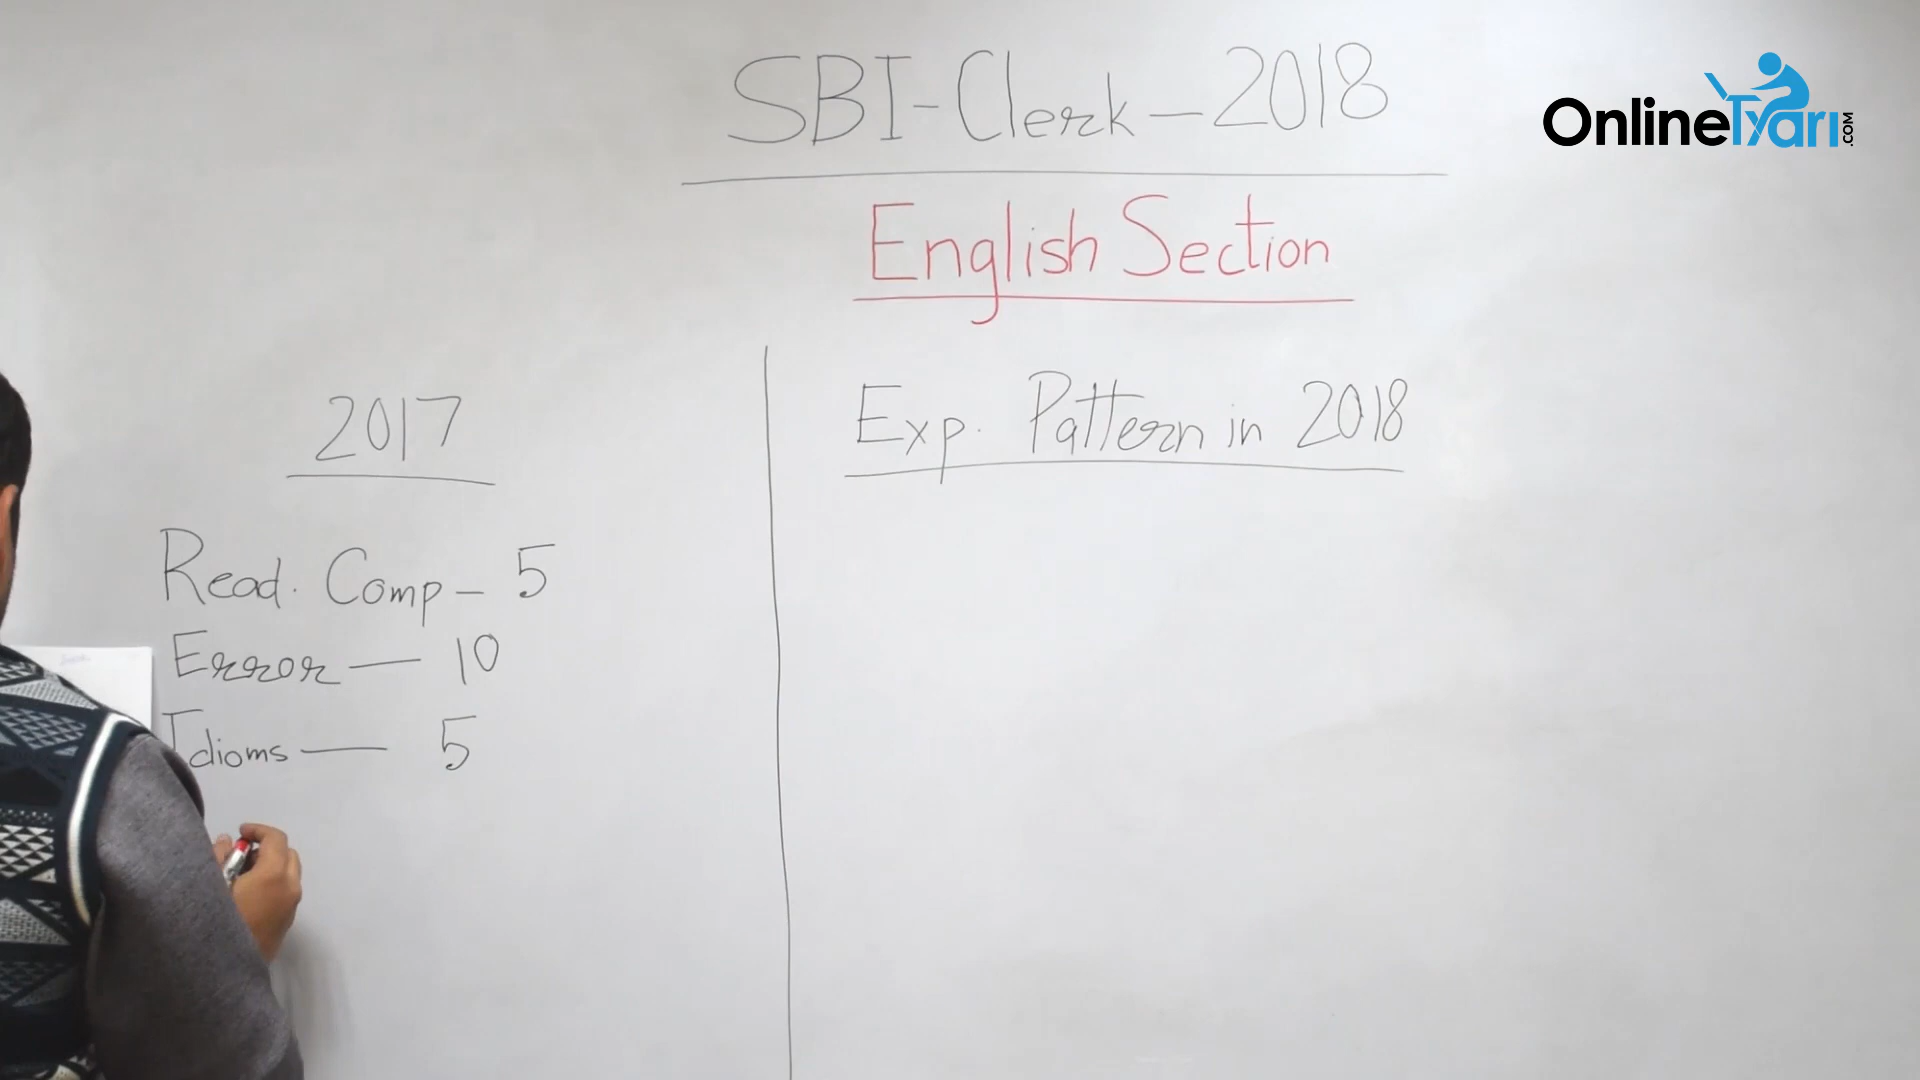 SBI-Clerk-2018
OnlineTyari.COM
English Section
2017
Read. Comp - 5
Error - 10
Idioms - 5
Exp. Pattern in 2018